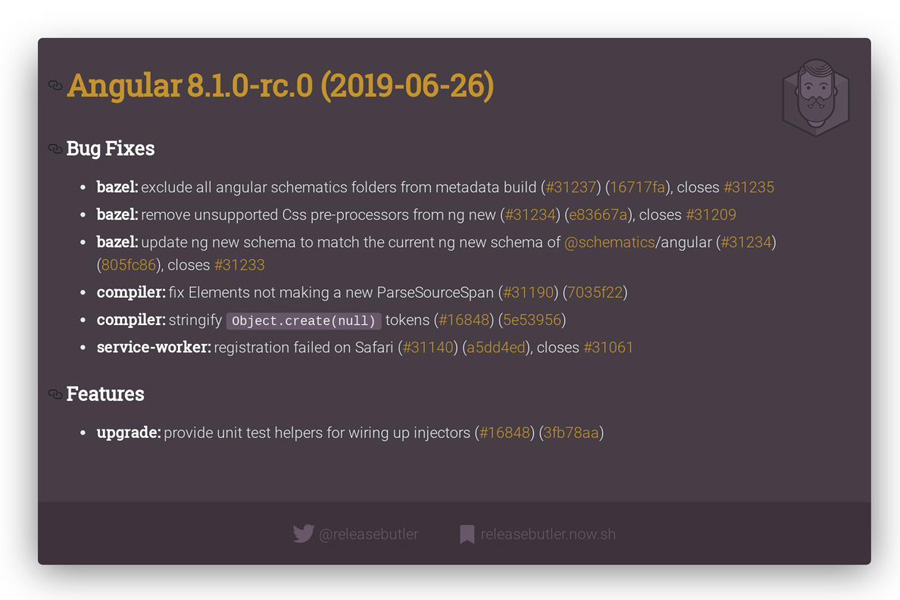 Angular 8.1.0-rc.0 (2019-06-26)
Bug Fixes
bazel: exclude all angular schematics folders from metadata build (#31237) (16717fa), closes #31235
bazel: remove unsupported Css pre-processors from ng new (#31234) (e83667a), closes #31209
bazel: update ng new schema to match the current ng new schema of @schematics/angular (#31234)
(805fc86), closes #31233
compiler: fix Elements not making a new ParseSourceSpan (#31190) (7035f22)
compiler: stringify Object.create(null) tokens (#16848) (5e53956)
service-worker: registration failed on Safari (#31140) (a5dd4ed), closes #31061
Features
upgrade: provide unit test helpers for wiring up injectors (#16848) (3fb78aa)
@releasebutler releasebutler.now.sh